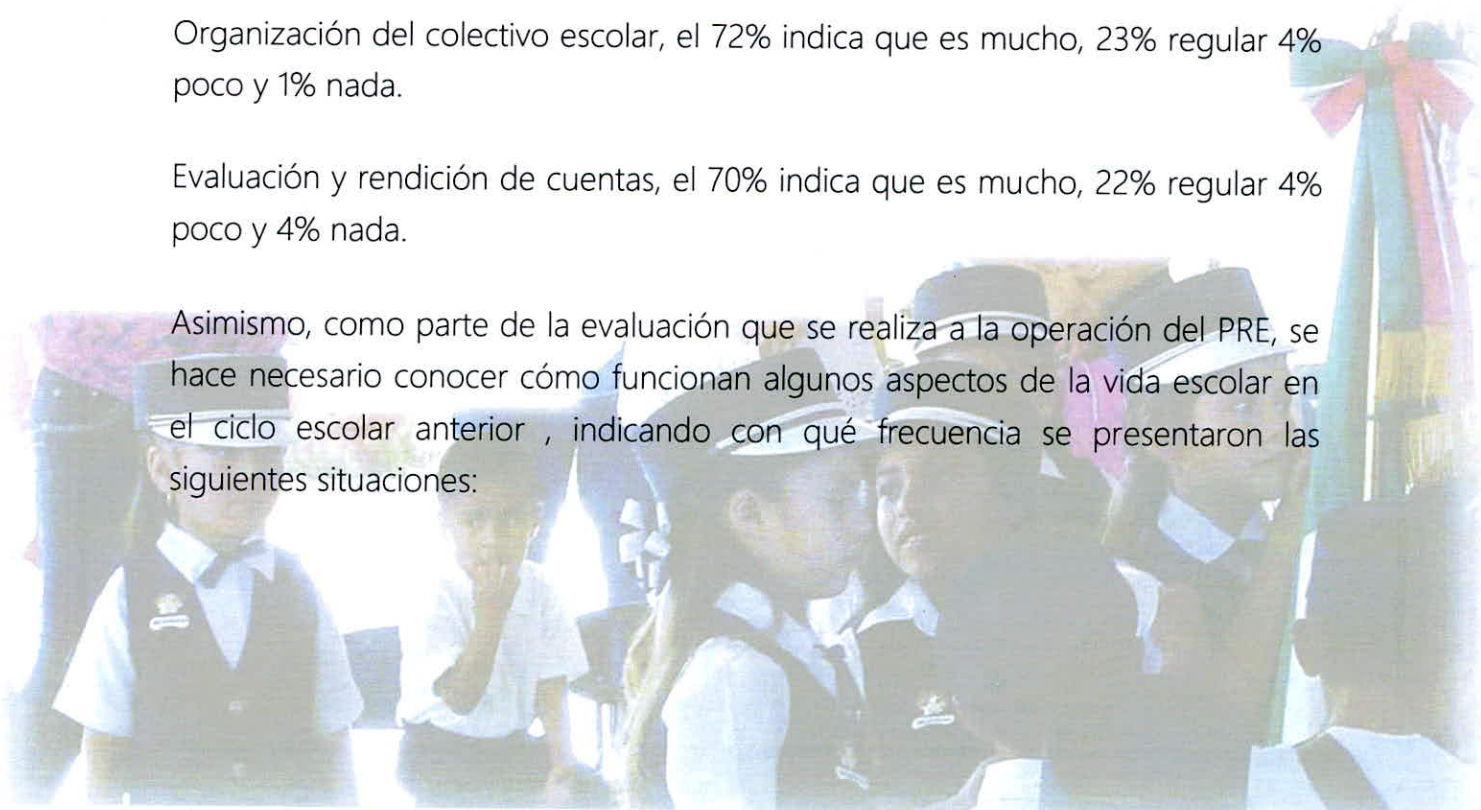 Organización del colectivo escolar, el 72% indica que es mucho, 23% regular 4%
poco y 1% nada.
Evaluación y rendición de cuentas, el 70% indica que es mucho, 22% regular 4%
poco y 4% nada.
Asimismo, como parte de la evaluación que se realiza a la operación del PRE, se
hace necesario conocer cómo funcionan algunos aspectos de la vida escolar en
el ciclo escolar anterior , indicando con qué frecuencia se presentaron las
siguientes situaciones: